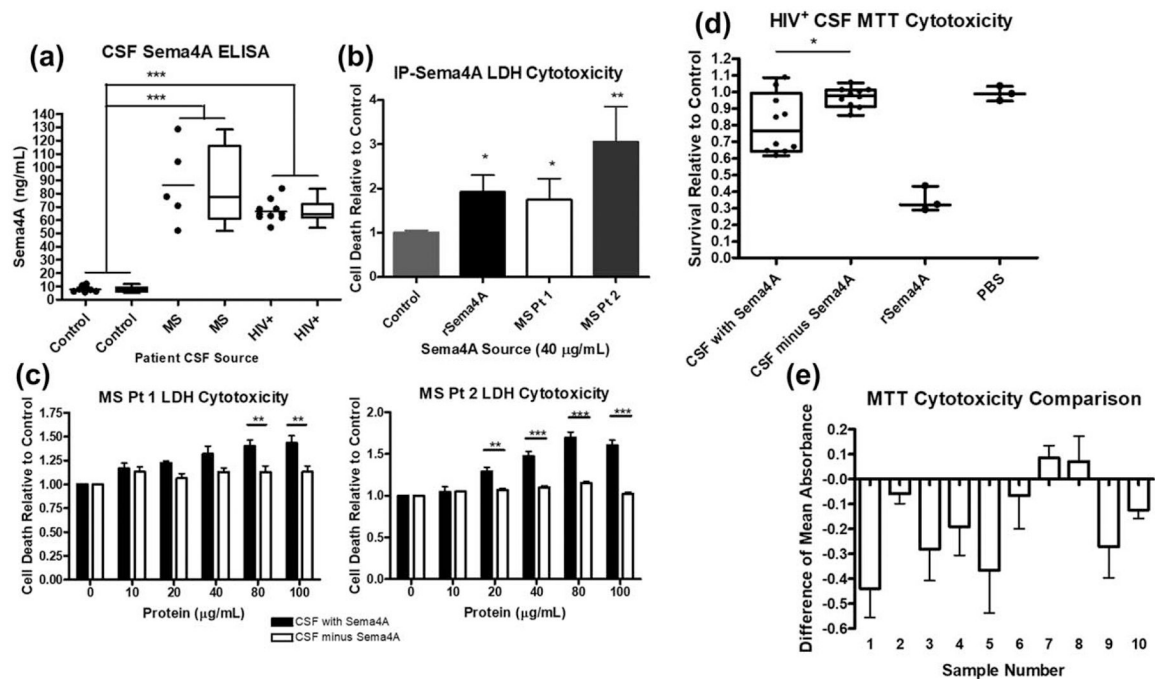 (a)
CSF Sema4A ELISA
***
***
Sema4A (ng/mL)
140
130
120
110
100
90
80
70
60
50
40
30
20
10
0
Control
Control
MS
MS
HIV+
HIV+
Patient CSF Source
(b)
IP-Sema4A LDH Cytotoxicity
Cell Death Relative to Control
4
3
2
1
0
*
*
**
Control
rSema4A
MS Pt 1
MS Pt 2
Sema4A Source (40 µg/mL)
(c)
MS Pt 1 LDH Cytotoxicity
Cell Death Relative to Control
1.75
1.50
1.25
1.00
0.75
0.50
0.25
0.00
** **
0 10 20 40 80 100
Protein (µg/mL)
MS Pt 2 LDH Cytotoxicity
Cell Death Relative to Control
2.0
1.5
1.0
0.5
0.0
** *** *** ***
0 10 20 40 80 100
Protein (µg/mL)
CSF with Sema4A
CSF minus Sema4A
(d)
HIV⁺ CSF MTT Cytotoxicity
*
Survival Relative to Control
1.2
1.1
1.0
0.9
0.8
0.7
0.6
0.5
0.4
0.3
0.2
0.1
0.0
CSF with Sema4A
CSF minus Sema4A
rSema4A
PBS
(e)
MTT Cytotoxicity Comparison
Difference of Mean Absorbance
0.2
0.1
-0.0
-0.1
-0.2
-0.3
-0.4
-0.5
-0.6
1 2 3 4 5 6 7 8 9 10
Sample Number